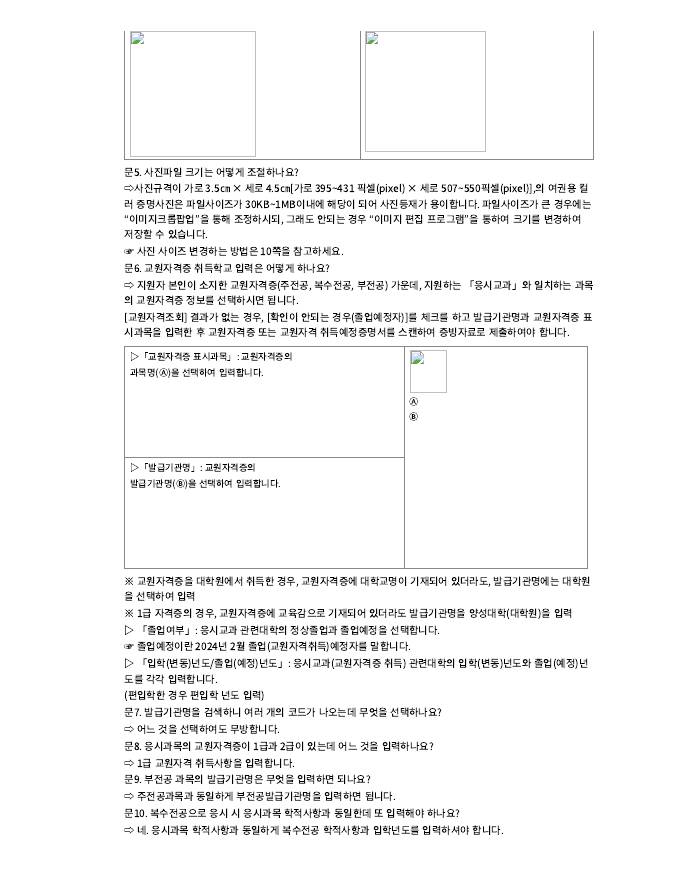 문5. 사진파일 크기는 어떻게 조절하나요?
⇨사진규격이 가로 3.5㎝ × 세로 4.5㎝[가로 395~431 픽셀(pixel) × 세로 507~550픽셀(pixel)],의 여권용 컬
러 증명사진은 파일사이즈가 30KB~1MB이내에 해당이 되어 사진등재가 용이합니다. 파일사이즈가 큰 경우에는
“이미지크롭팝업”을 통해 조정하시되, 그래도 안되는 경우 “이미지 편집 프로그램”을 통하여 크기를 변경하여
저장할 수 있습니다.
☞ 사진 사이즈 변경하는 방법은 10쪽을 참고하세요.
문6. 교원자격증 취득학교 입력은 어떻게 하나요?
⇨ 지원자 본인이 소지한 교원자격증(주전공, 복수전공, 부전공) 가운데, 지원하는 「응시교과」와 일치하는 과목
의 교원자격증 정보를 선택하시면 됩니다.
[교원자격조회] 결과가 없는 경우, [확인이 안되는 경우(졸업예정자)]를 체크를 하고 발급기관명과 교원자격증 표
시과목을 입력한 후 교원자격증 또는 교원자격 취득예정증명서를 스캔하여 증빙자료로 제출하여야 합니다.
▷「교원자격증 표시과목」 : 교원자격증의
과목명(Ⓐ)을 선택하여 입력합니다.
Ⓐ
Ⓑ
▷「발급기관명」 : 교원자격증의
발급기관명(Ⓑ)을 선택하여 입력합니다.
※ 교원자격증을 대학원에서 취득한 경우, 교원자격증에 대학교명이 기재되어 있더라도, 발급기관명에는 대학원
을 선택하여 입력
※ 1급 자격증의 경우, 교원자격증에 교육감으로 기재되어 있더라도 발급기관명을 양성대학(대학원)을 입력
▷ 「졸업여부」 : 응시교과 관련대학의 정상졸업과 졸업예정을 선택합니다.
☞ 졸업예정이란 2024년 2월 졸업(교원자격취득)예정자를 말합니다.
▷ 「입학(변동)년도/졸업(예정)년도」 : 응시교과(교원자격증 취득) 관련대학의 입학(변동)년도와 졸업(예정)년
도를 각각 입력합니다.
(편입학한 경우 편입학 년도 입력)
문7. 발급기관명을 검색하니 여러 개의 코드가 나오는데 무엇을 선택하나요?
⇨ 어느 것을 선택하여도 무방합니다.
문8. 응시과목의 교원자격증이 1급과 2급이 있는데 어느 것을 입력하나요?
⇨ 1급 교원자격 취득사항을 입력합니다.
문9. 부전공 과목의 발급기관명은 무엇을 입력하면 되나요?
⇨ 주전공과목과 동일하게 부전공발급기관명을 입력하면 됩니다.
문10. 복수전공으로 응시 시 응시과목 학적사항과 동일한데 또 입력해야 하나요?
⇨ 네. 응시과목 학적사항과 동일하게 복수전공 학적사항과 입학년도를 입력하셔야 합니다.